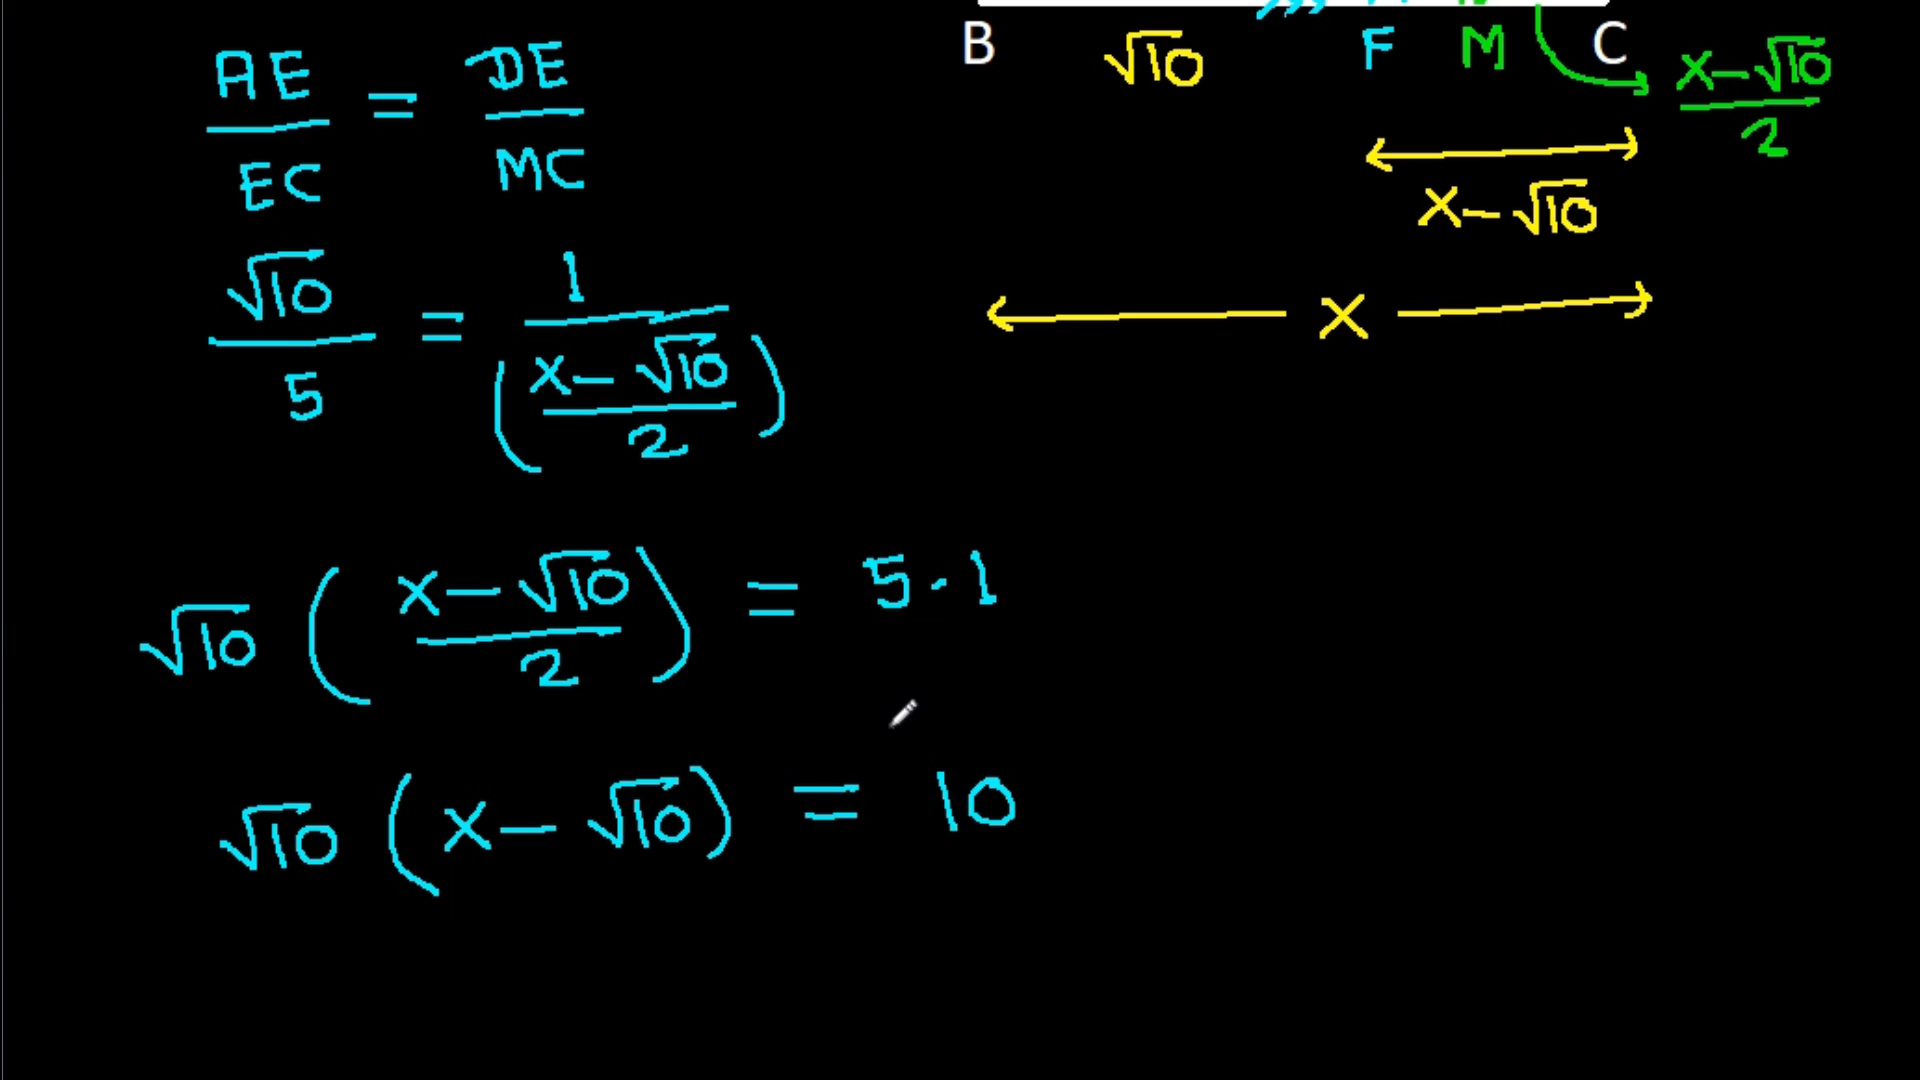 AE/EC = DE/MC
√10/5 = 1/((x-√10)/2)
√10 ((x-√10)/2) = 5·1
√10 (x-√10) = 10
B √10 F M C (x-√10)/2
x-√10
x